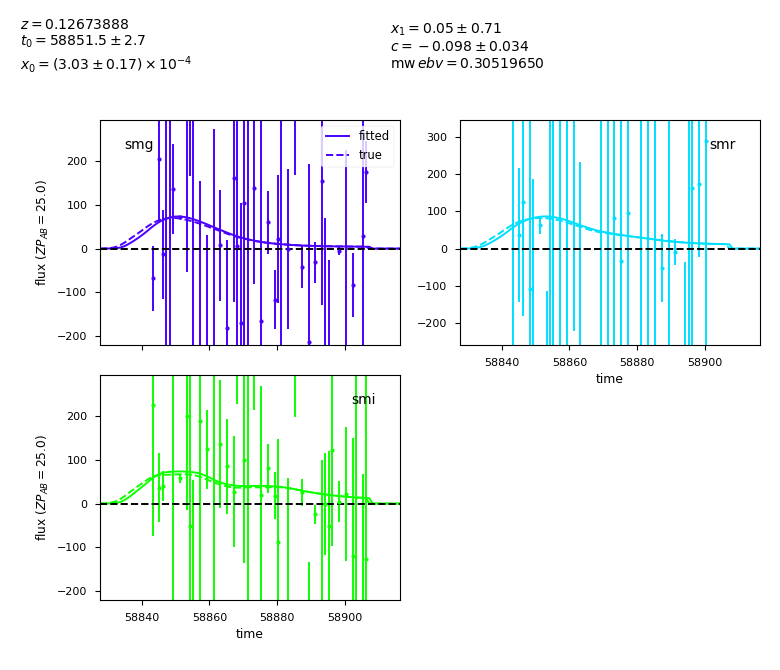 z = 0.12673888
t₀ = 58851.5 ± 2.7
x₀ = (3.03 ± 0.17) × 10⁻⁴
x₁ = 0.05 ± 0.71
c = −0.098 ± 0.034
mw ebv = 0.30519650
smg
fitted
true
200
100
0
−100
−200
flux (ZP_AB = 25.0)
smr
300
200
100
0
−100
−200
58840 58860 58880 58900
time
smi
200
100
0
−100
−200
flux (ZP_AB = 25.0)
58840 58860 58880 58900
time